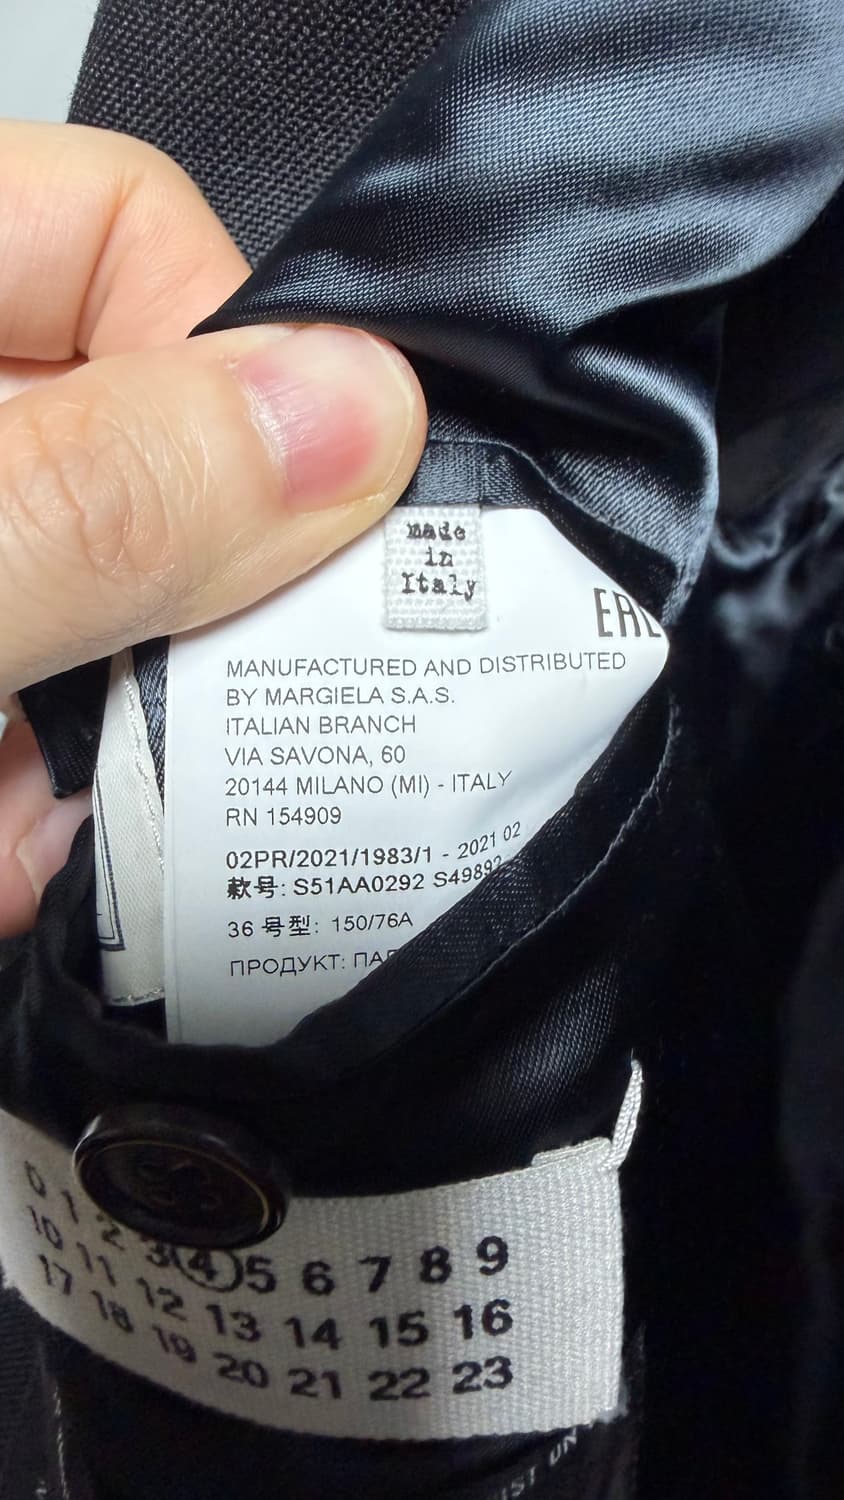 made
in
Italy
EAC
MANUFACTURED AND DISTRIBUTED
BY MARGIELA S.A.S.
ITALIAN BRANCH
VIA SAVONA, 60
20144 MILANO (MI) - ITALY
RN 154909
02PR/2021/1983/1 - 2021 02
款号: S51AA0292 S49892
36 号型: 150/76A
ПРОДУКТ:
0 1 2 3 4 5 6 7 8 9
10 11 12 13 14 15 16
17 18 19 20 21 22 23